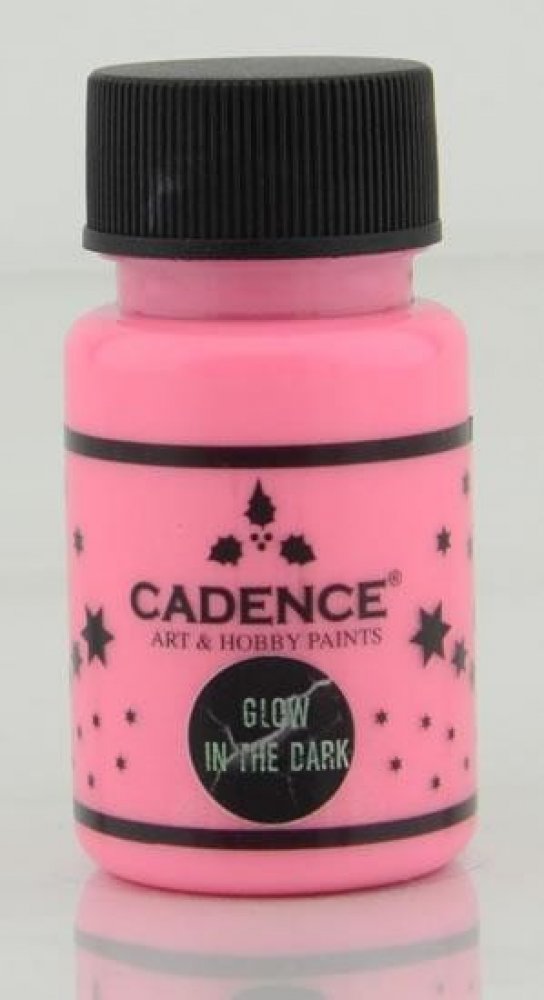 CADENCE®
ART & HOBBY PAINTS
GLOW
IN THE DARK